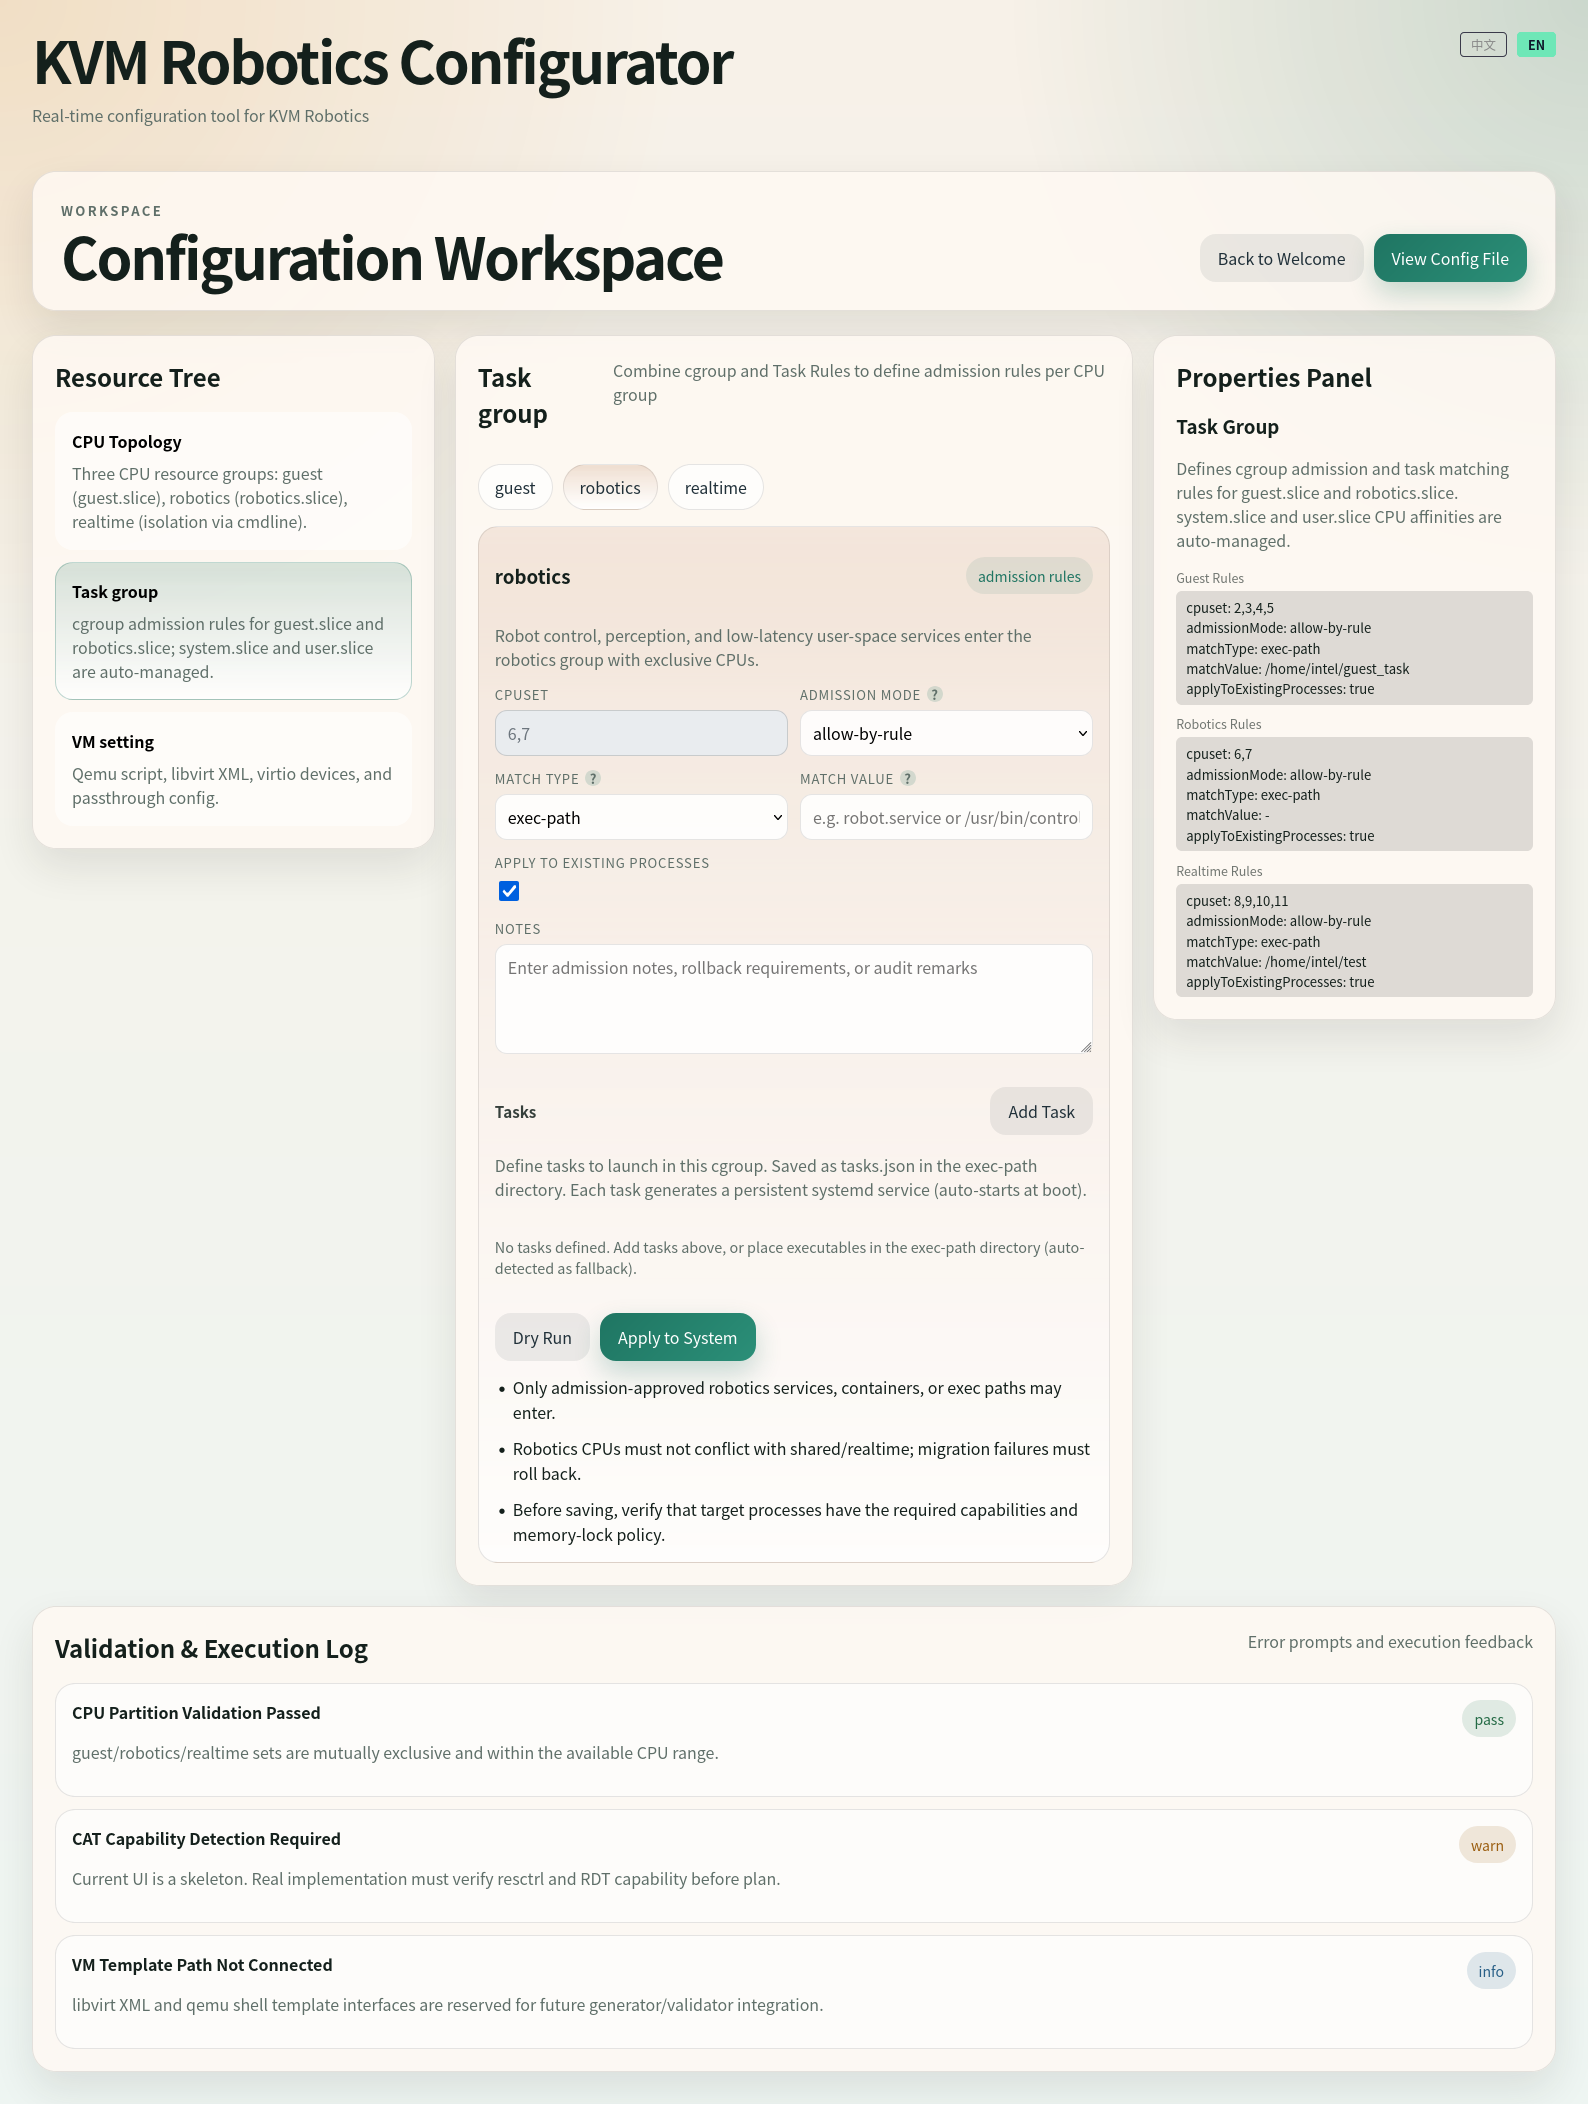 KVM Robotics Configurator
Real-time configuration tool for KVM Robotics
中文
EN
WORKSPACE
Configuration Workspace
Back to Welcome
View Config File
Resource Tree
CPU Topology
Three CPU resource groups: guest
(guest.slice), robotics (robotics.slice),
realtime (isolation via cmdline).
Task group
cgroup admission rules for guest.slice and
robotics.slice; system.slice and user.slice
are auto-managed.
VM setting
Qemu script, libvirt XML, virtio devices, and
passthrough config.
Task
group
Combine cgroup and Task Rules to define admission rules per CPU
group
guest
robotics
realtime
robotics
admission rules
Robot control, perception, and low-latency user-space services enter the
robotics group with exclusive CPUs.
CPUSET
ADMISSION MODE ?
6,7
allow-by-rule
MATCH TYPE ?
MATCH VALUE ?
exec-path
e.g. robot.service or /usr/bin/control
APPLY TO EXISTING PROCESSES
NOTES
Enter admission notes, rollback requirements, or audit remarks
Tasks
Add Task
Define tasks to launch in this cgroup. Saved as tasks.json in the exec-path
directory. Each task generates a persistent systemd service (auto-starts at boot).
No tasks defined. Add tasks above, or place executables in the exec-path directory (auto-
detected as fallback).
Dry Run
Apply to System
• Only admission-approved robotics services, containers, or exec paths may
enter.
• Robotics CPUs must not conflict with shared/realtime; migration failures must
roll back.
• Before saving, verify that target processes have the required capabilities and
memory-lock policy.
Properties Panel
Task Group
Defines cgroup admission and task matching
rules for guest.slice and robotics.slice.
system.slice and user.slice CPU affinities are
auto-managed.
Guest Rules
cpuset: 2,3,4,5
admissionMode: allow-by-rule
matchType: exec-path
matchValue: /home/intel/guest_task
applyToExistingProcesses: true
Robotics Rules
cpuset: 6,7
admissionMode: allow-by-rule
matchType: exec-path
matchValue: -
applyToExistingProcesses: true
Realtime Rules
cpuset: 8,9,10,11
admissionMode: allow-by-rule
matchType: exec-path
matchValue: /home/intel/test
applyToExistingProcesses: true
Validation & Execution Log
Error prompts and execution feedback
CPU Partition Validation Passed
pass
guest/robotics/realtime sets are mutually exclusive and within the available CPU range.
CAT Capability Detection Required
warn
Current UI is a skeleton. Real implementation must verify resctrl and RDT capability before plan.
VM Template Path Not Connected
info
libvirt XML and qemu shell template interfaces are reserved for future generator/validator integration.